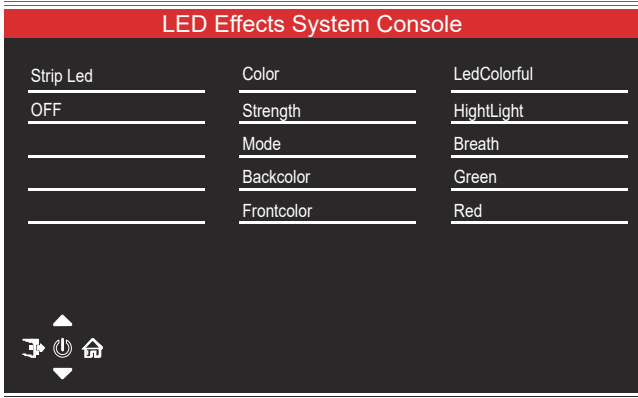 LED Effects System Console
Strip Led Color LedColorful
OFF Strength HightLight
Mode Breath
Backcolor Green
Frontcolor Red